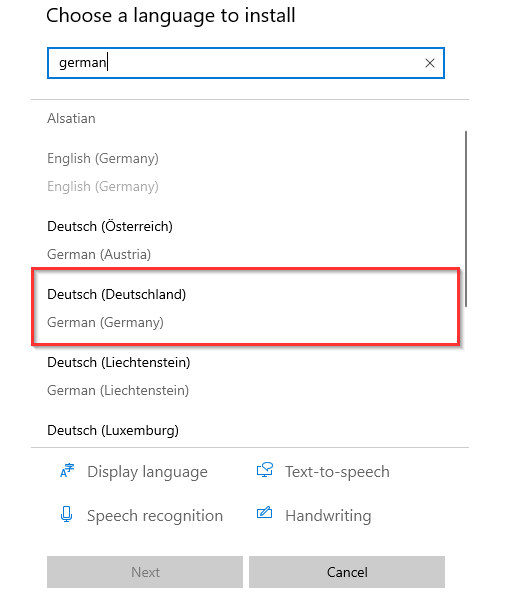 Choose a language to install
german
Alsatian
English (Germany)
English (Germany)
Deutsch (Österreich)
German (Austria)
Deutsch (Deutschland)
German (Germany)
Deutsch (Liechtenstein)
German (Liechtenstein)
Deutsch (Luxemburg)
Display language
Text-to-speech
Speech recognition
Handwriting
Next
Cancel